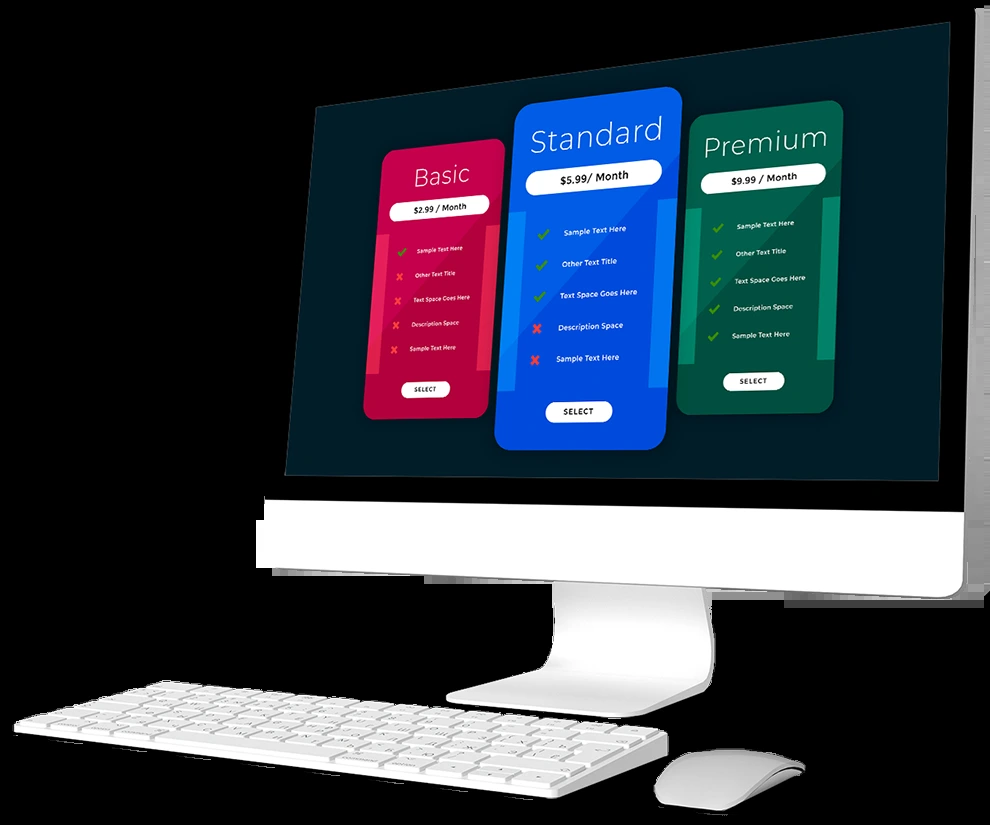 Basic
$2.99 / Month
Sample Text Here
Other Text Title
Text Space Goes Here
Description Space
Sample Text Here
SELECT
Standard
$5.99/ Month
Sample Text Here
Other Text Title
Text Space Goes Here
Description Space
Sample Text Here
SELECT
Premium
$9.99 / Month
Sample Text Here
Other Text Title
Text Space Goes Here
Description Space
Sample Text Here
SELECT